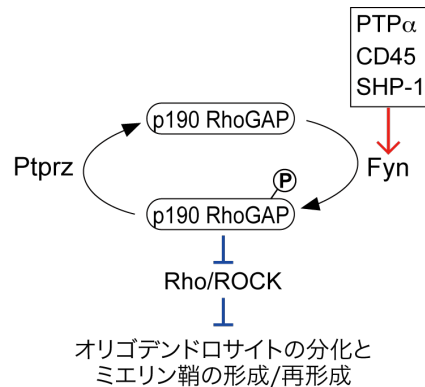 PTPα
CD45
SHP-1
p190 RhoGAP
Ptprz
Fyn
P
p190 RhoGAP
Rho/ROCK
オリゴデンドロサイトの分化と
ミエリン鞘の形成/再形成